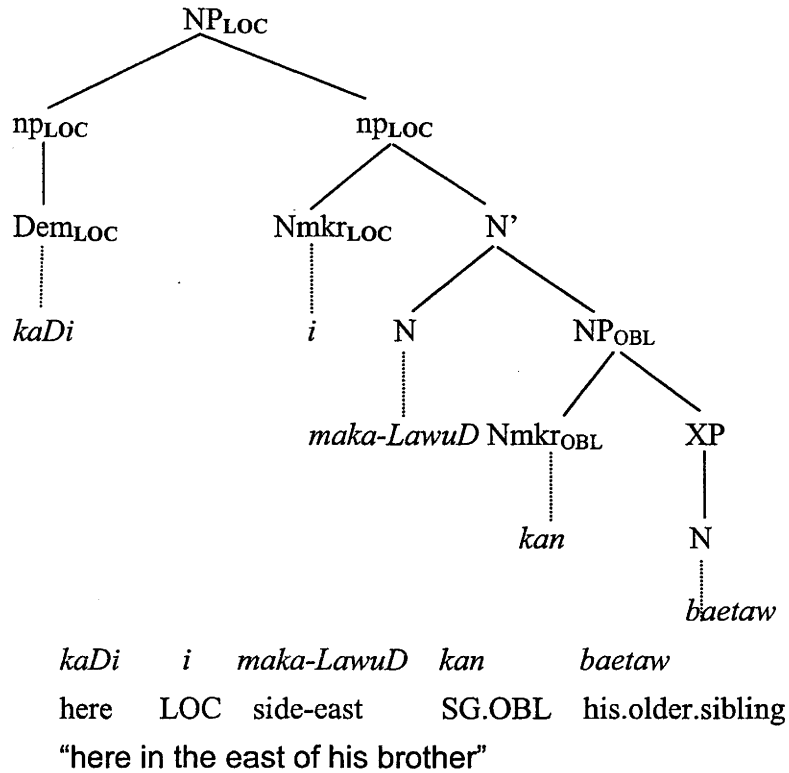 NPLOC
npLOC npLOC
DemLOC NmkrLOC N’
kaDi i N NPOBL
maka-LawuD NmkrOBL XP
kan N
baetaw
kaDi i maka-LawuD kan baetaw
here LOC side-east SG.OBL his.older.sibling
“here in the east of his brother”